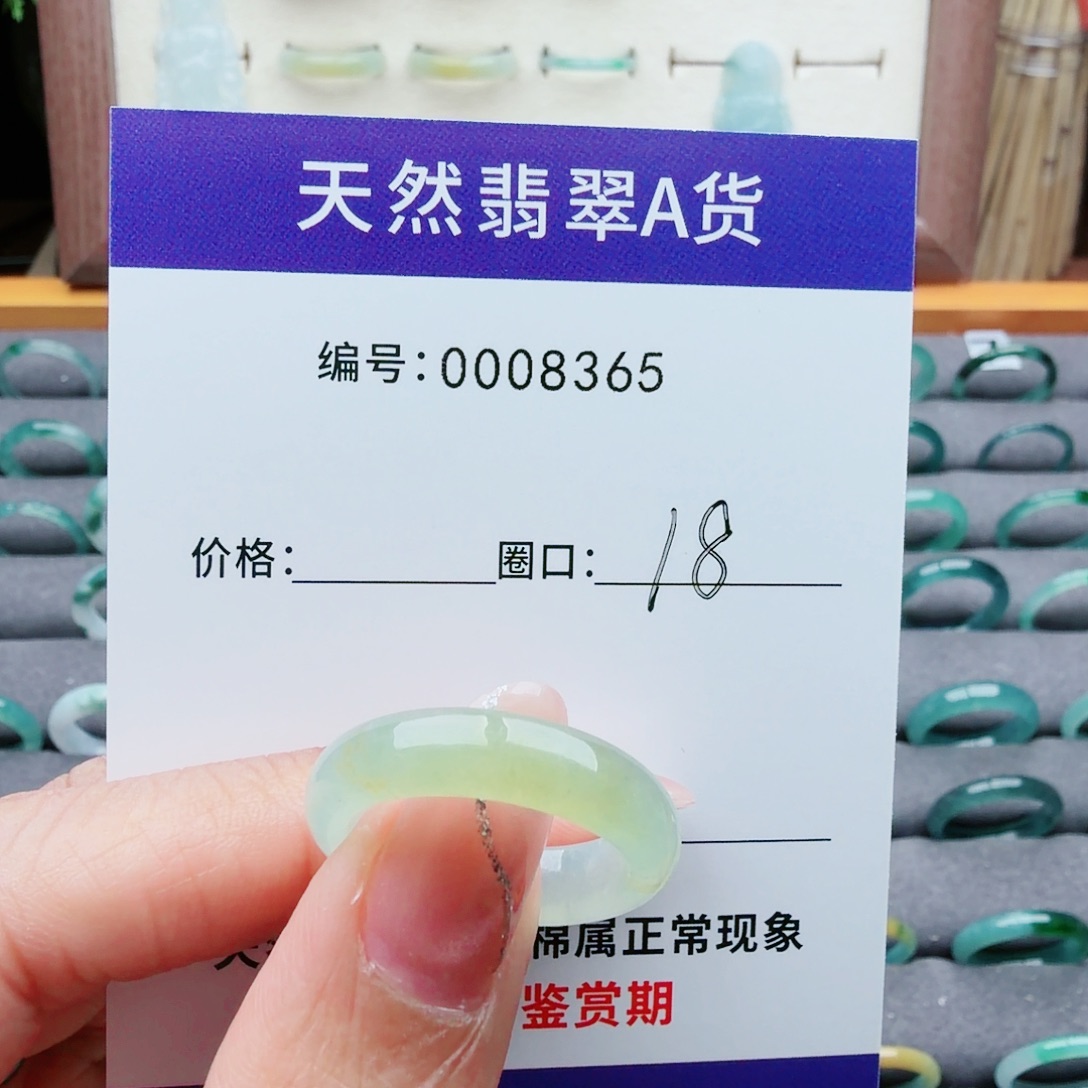 天然翡翠A货
编号：0008365
价格： 圈口：18
棉属正常现象
鉴赏期